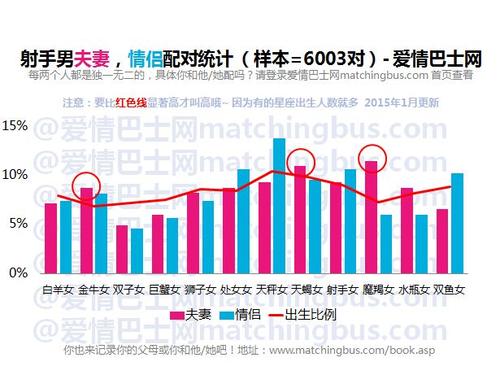 射手男夫妻，情侣配对统计（样本=6003对）- 爱情巴士网
每两个人都是独一无二的，具体你和他/她配吗？请登录爱情巴士网matchingbus.com 首页查看
注意：要比红色线显著高才叫高哦~ 因为有的星座出生人数就多 2015年1月更新
@爱情巴士网matchingbus.com
15%
@爱情巴士网matchingbus.com
10%
@爱情巴士网matchingbus.com
5%
@爱情巴士网matchingbus.com
0%
白羊女 金牛女 双子女 巨蟹女 狮子女 处女女 天秤女 天蝎女 射手女 魔羯女 水瓶女 双鱼女
夫妻 情侣 出生比例
@爱情巴士网matchingbus.com
你也来记录你的父母或你和他/她吧！地址：www.matchingbus.com/book.asp